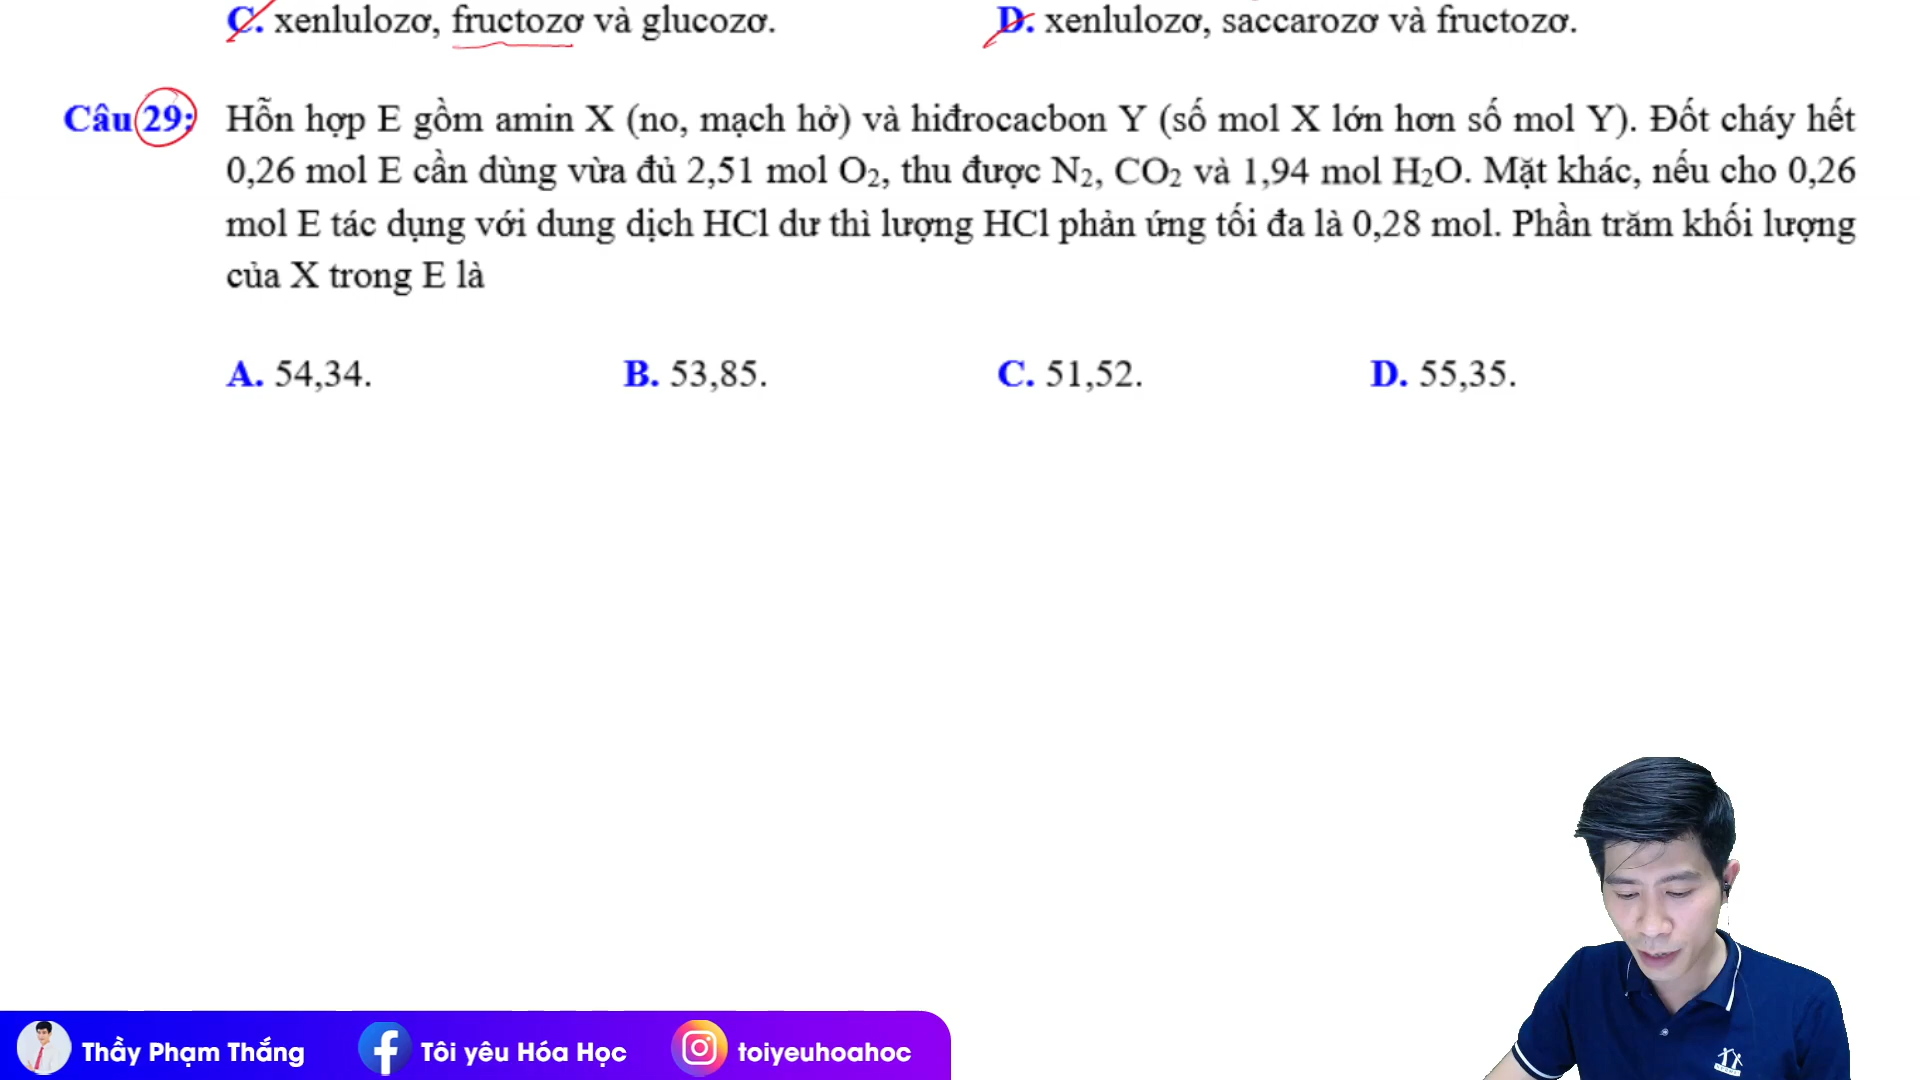 C. xenlulozơ, fructozơ và glucozơ.
D. xenlulozơ, saccarozơ và fructozơ.
Câu 29: Hỗn hợp E gồm amin X (no, mạch hở) và hiđrocacbon Y (số mol X lớn hơn số mol Y). Đốt cháy hết
0,26 mol E cần dùng vừa đủ 2,51 mol O₂, thu được N₂, CO₂ và 1,94 mol H₂O. Mặt khác, nếu cho 0,26
mol E tác dụng với dung dịch HCl dư thì lượng HCl phản ứng tối đa là 0,28 mol. Phần trăm khối lượng
của X trong E là
A. 54,34.
B. 53,85.
C. 51,52.
D. 55,35.
Thầy Phạm Thắng
Tôi yêu Hóa Học
toiyeuhoahoc